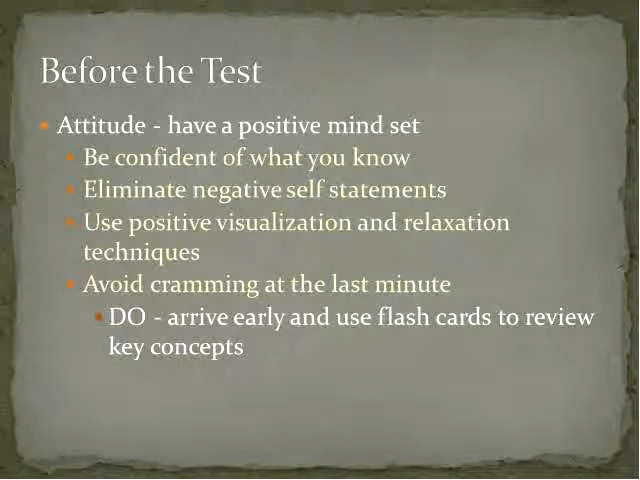 Before the Test
Attitude - have a positive mind set
Be confident of what you know
Eliminate negative self statements
Use positive visualization and relaxation
techniques
Avoid cramming at the last minute
DO - arrive early and use flash cards to review
key concepts